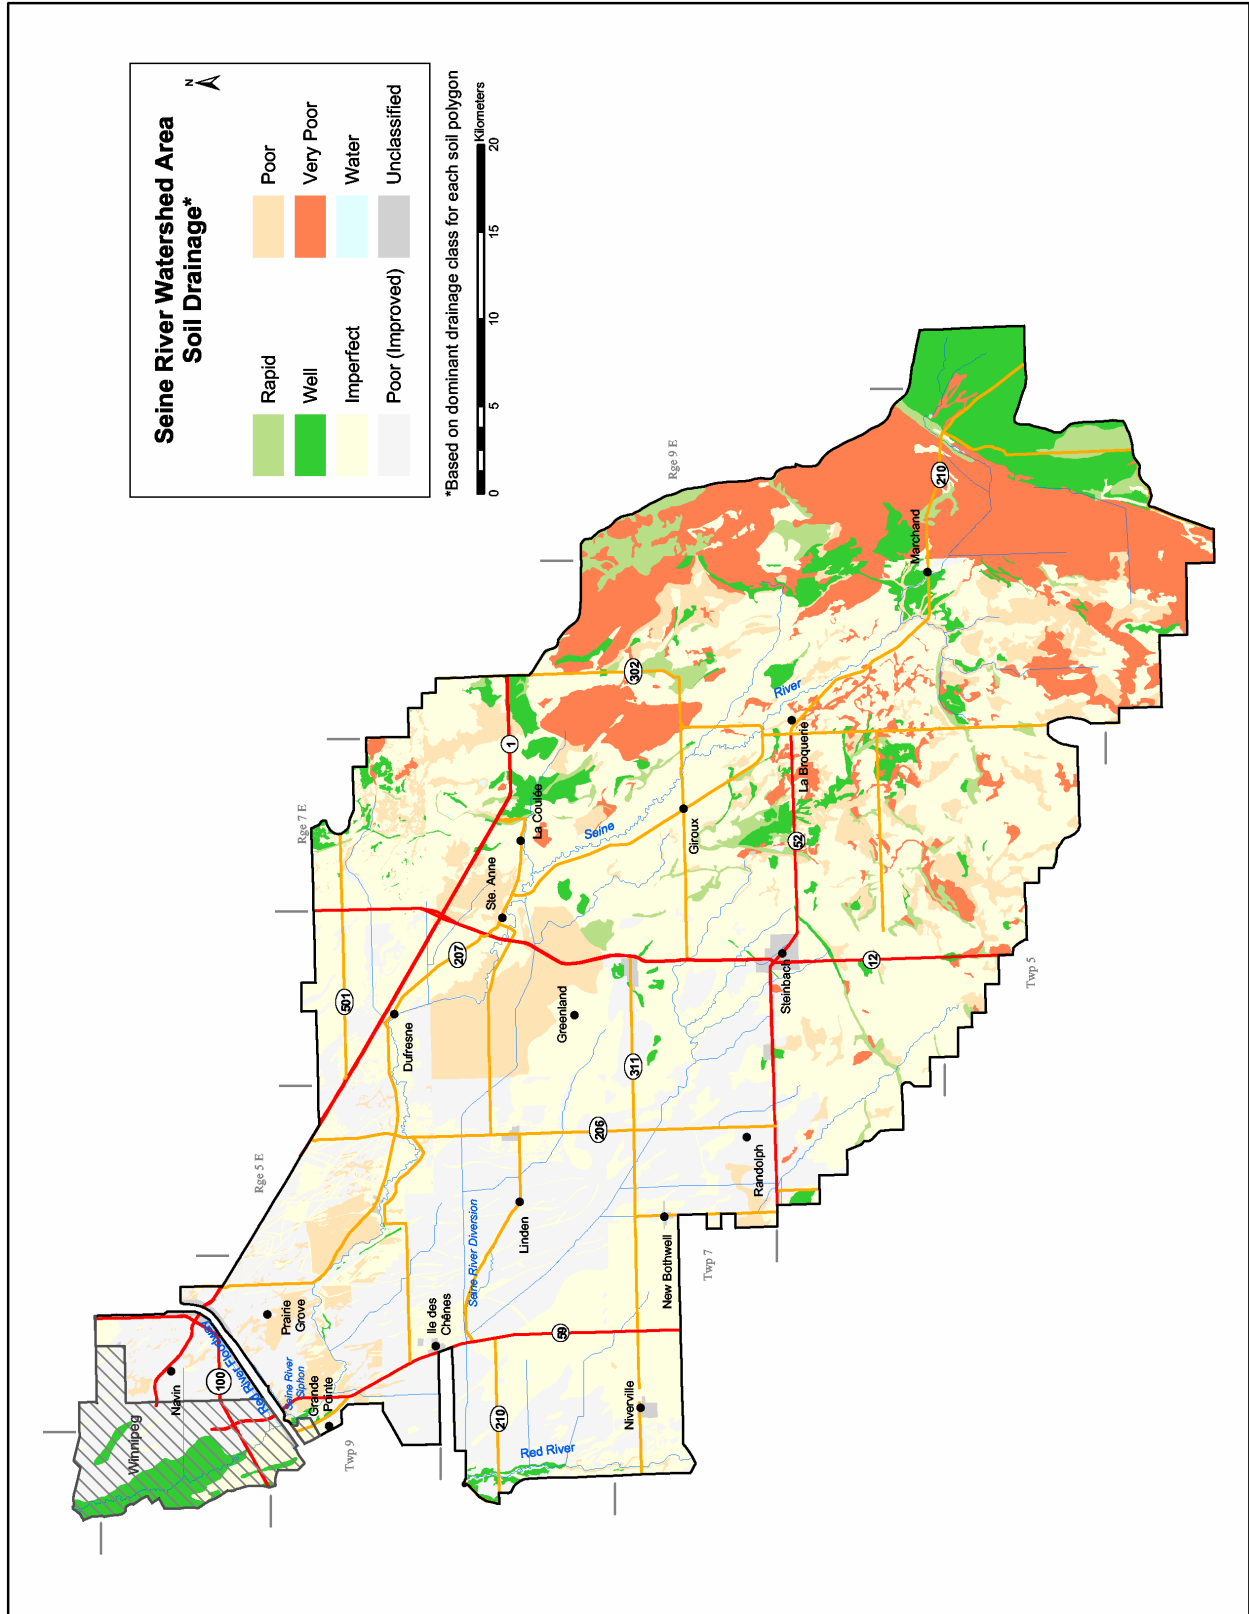 Seine River Watershed Area
Soil Drainage*
N
Rapid
Well
Imperfect
Poor (Improved)
Poor
Very Poor
Water
Unclassified
*Based on dominant drainage class for each soil polygon
0
5
10
15
20
Kilometers
Winnipeg
Navin
100
Red River Floodway
Seine River
Siphon
Grande
Pointe
Prairie
Grove
Twp 9
Rge 5 E
Ile des
Chênes
Seine River Diversion
210
Red River
Niverville
59
New Bothwell
Linden
206
Twp 7
Randolph
311
Dufresne
501
207
Greenland
Ste. Anne
La Coulée
Rge 7 E
1
Seine
River
302
Giroux
Steinbach
12
52
La Broquerie
Twp 5
Marchand
210
Rge 9 E